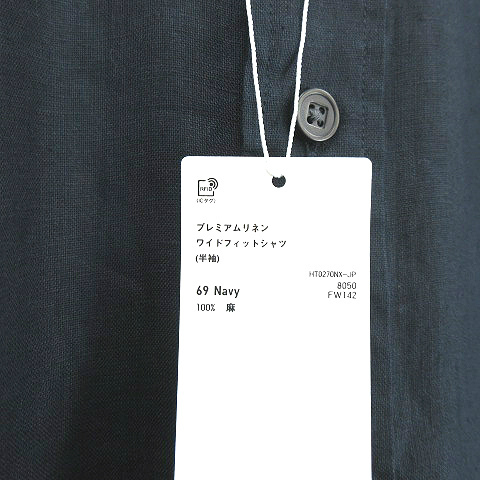 RFID
(ICタグ)
プレミアムリネン
ワイドフィットシャツ
(半袖)
HT0270NX-JP
8050
FW142
69 Navy
100% 麻